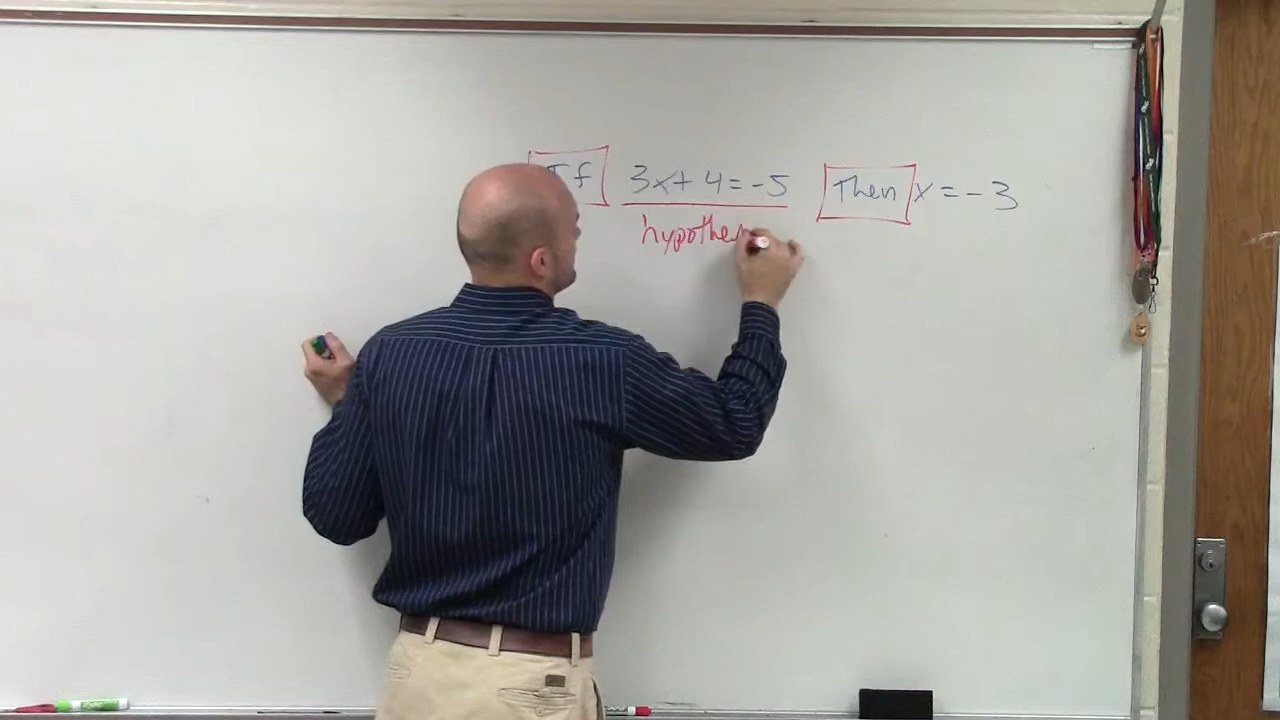 If 3x+4=-5 Then x=-3
hypothe